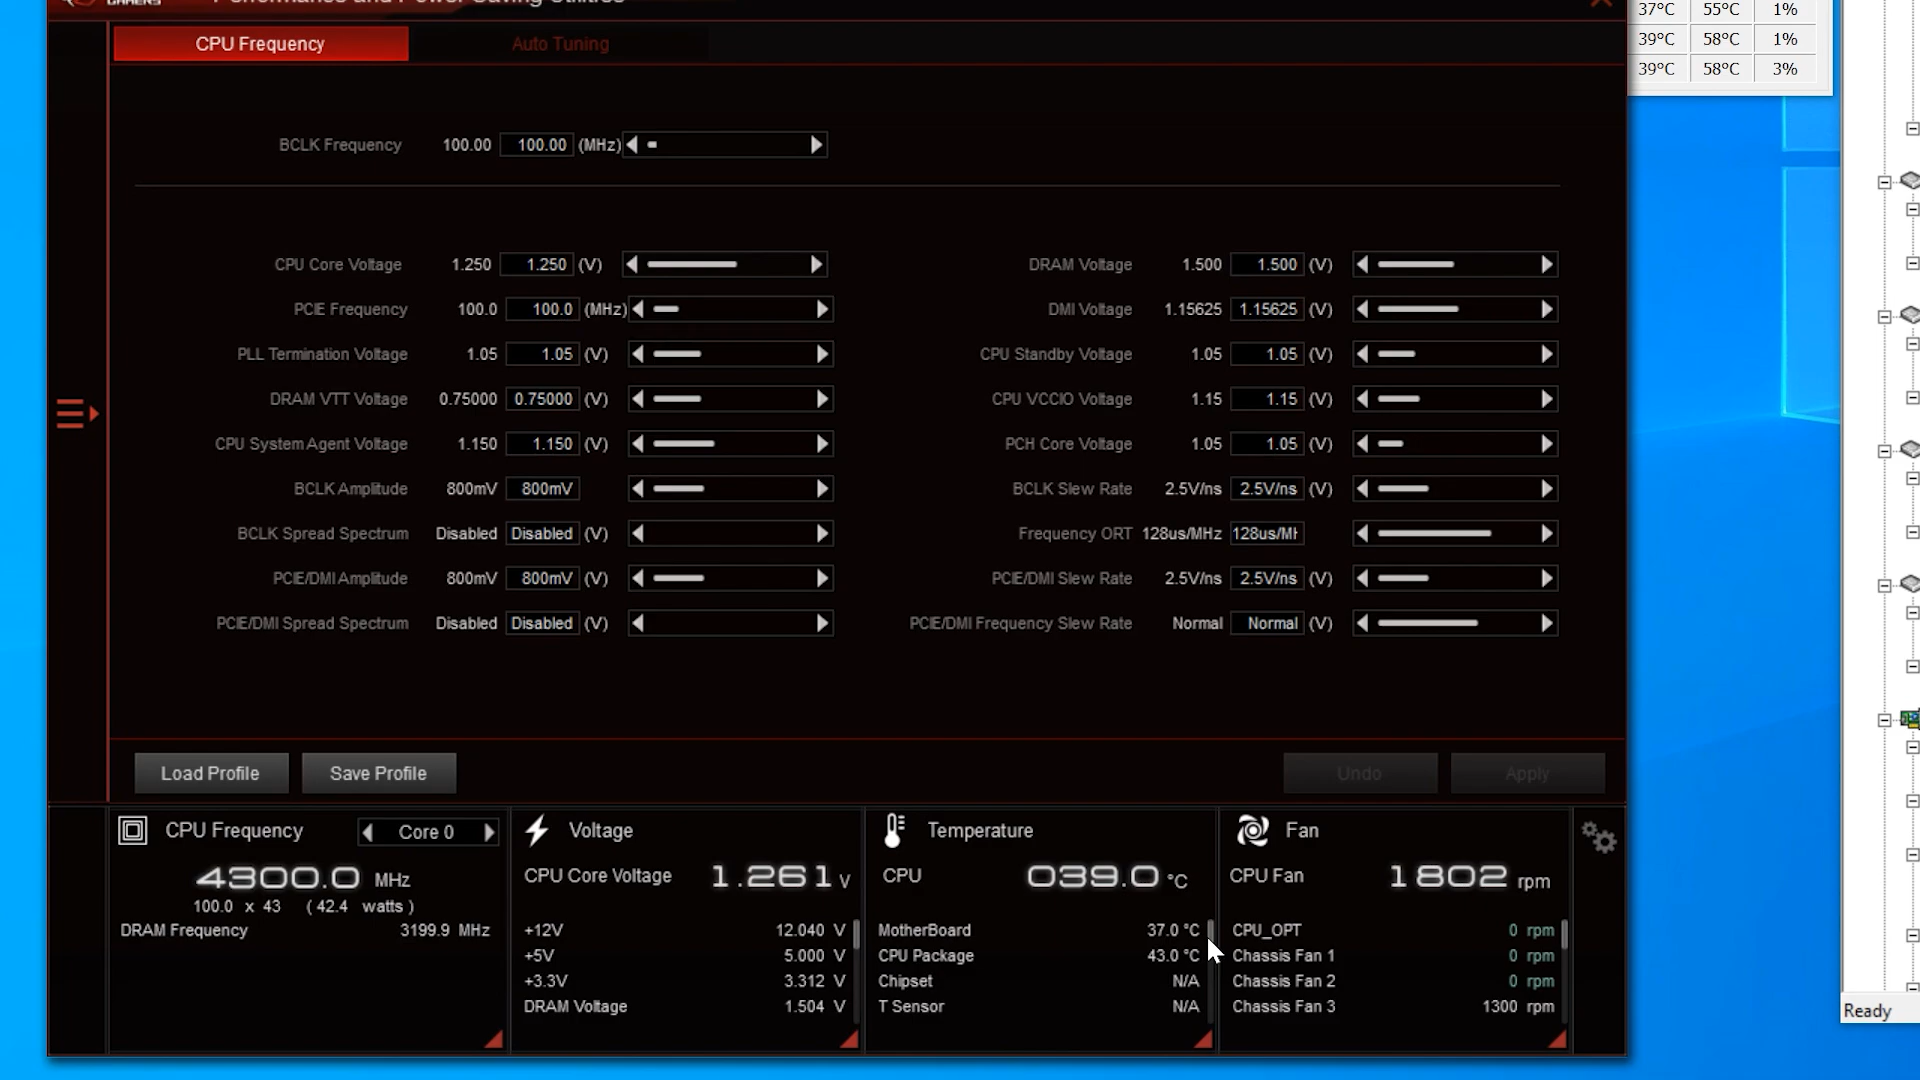 GAMERS Performance and Power Saving Utilities
CPU Frequency Auto Tuning
BCLK Frequency 100.00 100.00 (MHz)
CPU Core Voltage 1.250 1.250 (V) DRAM Voltage 1.500 1.500 (V)
PCIE Frequency 100.0 100.0 (MHz) DMI Voltage 1.15625 1.15625 (V)
PLL Termination Voltage 1.05 1.05 (V) CPU Standby Voltage 1.05 1.05 (V)
DRAM VTT Voltage 0.75000 0.75000 (V) CPU VCCIO Voltage 1.15 1.15 (V)
CPU System Agent Voltage 1.150 1.150 (V) PCH Core Voltage 1.05 1.05 (V)
BCLK Amplitude 800mV 800mV BCLK Slew Rate 2.5V/ns 2.5V/ns (V)
BCLK Spread Spectrum Disabled Disabled (V) Frequency ORT 128us/MHz 128us/MH
PCIE/DMI Amplitude 800mV 800mV (V) PCIE/DMI Slew Rate 2.5V/ns 2.5V/ns (V)
PCIE/DMI Spread Spectrum Disabled Disabled (V) PCIE/DMI Frequency Slew Rate Normal Normal (V)
Load Profile Save Profile Undo Apply
CPU Frequency Core 0
4300.0 MHz
100.0 x 43 ( 42.4 watts )
DRAM Frequency 3199.9 MHz
Voltage
CPU Core Voltage 1.261 V
+12V 12.040 V
+5V 5.000 V
+3.3V 3.312 V
DRAM Voltage 1.504 V
Temperature
CPU 039.0 °C
MotherBoard 37.0 °C
CPU Package 43.0 °C
Chipset N/A
T Sensor N/A
Fan
CPU Fan 1802 rpm
CPU_OPT 0 rpm
Chassis Fan 1 0 rpm
Chassis Fan 2 0 rpm
Chassis Fan 3 1300 rpm
37°C 55°C 1%
39°C 58°C 1%
39°C 58°C 3%
Ready